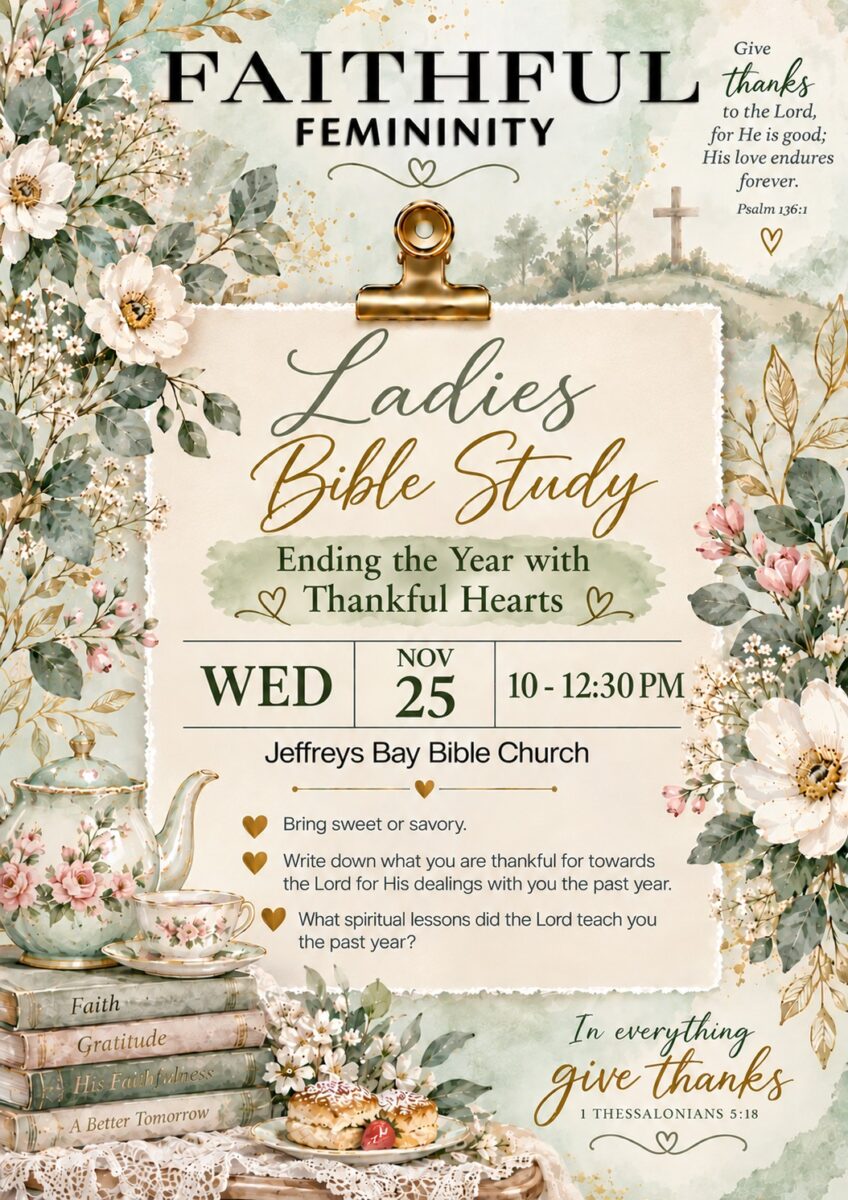 FAITHFUL
FEMININITY
Give
thanks
to the Lord,
for He is good;
His love endures
forever.
Psalm 136:1
Ladies
Bible Study
Ending the Year with
Thankful Hearts
WED
NOV
25
10 - 12:30 PM
Jeffreys Bay Bible Church
Bring sweet or savory.
Write down what you are thankful for towards
the Lord for His dealings with you the past year.
What spiritual lessons did the Lord teach you
the past year?
Faith
Gratitude
His Faithfulness
A Better Tomorrow
In everything
give thanks
1 THESSALONIANS 5:18